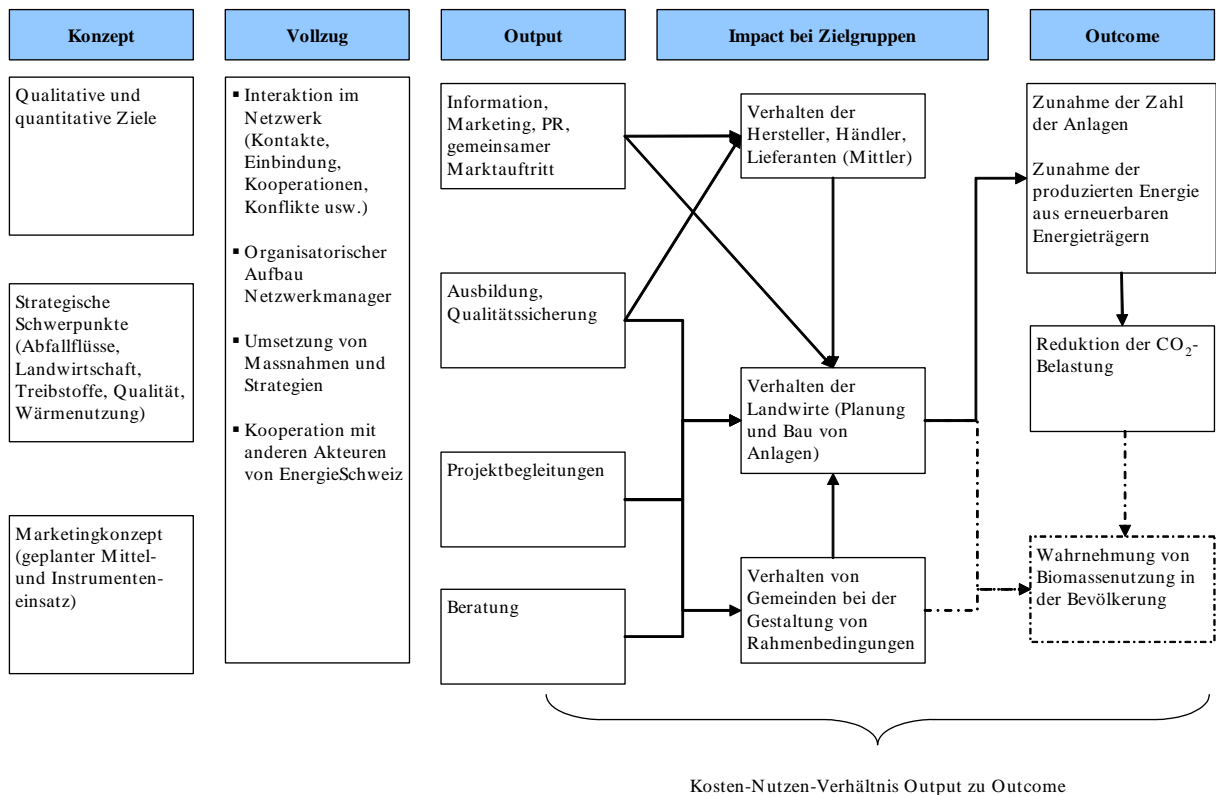 Konzept
Vollzug
Output
Impact bei Zielgruppen
Outcome
Qualitative und
quantitative Ziele
Strategische
Schwerpunkte
(Abfallflüsse,
Landwirtschaft,
Treibstoffe, Qualität,
Wärmenutzung)
Marketingkonzept
(geplanter Mittel-
und Instrumenten-
einsatz)
▪ Interaktion im
Netzwerk
(Kontakte,
Einbindung,
Kooperationen,
Konflikte usw.)
▪ Organisatorischer
Aufbau
Netzwerkmanager
▪ Umsetzung von
Massnahmen und
Strategien
▪ Kooperation mit
anderen Akteuren
von EnergieSchweiz
Information,
Marketing, PR,
gemeinsamer
Marktauftritt
Ausbildung,
Qualitätssicherung
Projektbegleitungen
Beratung
Verhalten der
Hersteller, Händler,
Lieferanten (Mittler)
Verhalten der
Landwirte (Planung
und Bau von
Anlagen)
Verhalten von
Gemeinden bei der
Gestaltung von
Rahmenbedingungen
Zunahme der Zahl
der Anlagen
Zunahme der
produzierten Energie
aus erneuerbaren
Energieträgern
Reduktion der CO₂-
Belastung
Wahrnehmung von
Biomassenutzung in
der Bevölkerung
Kosten-Nutzen-Verhältnis Output zu Outcome